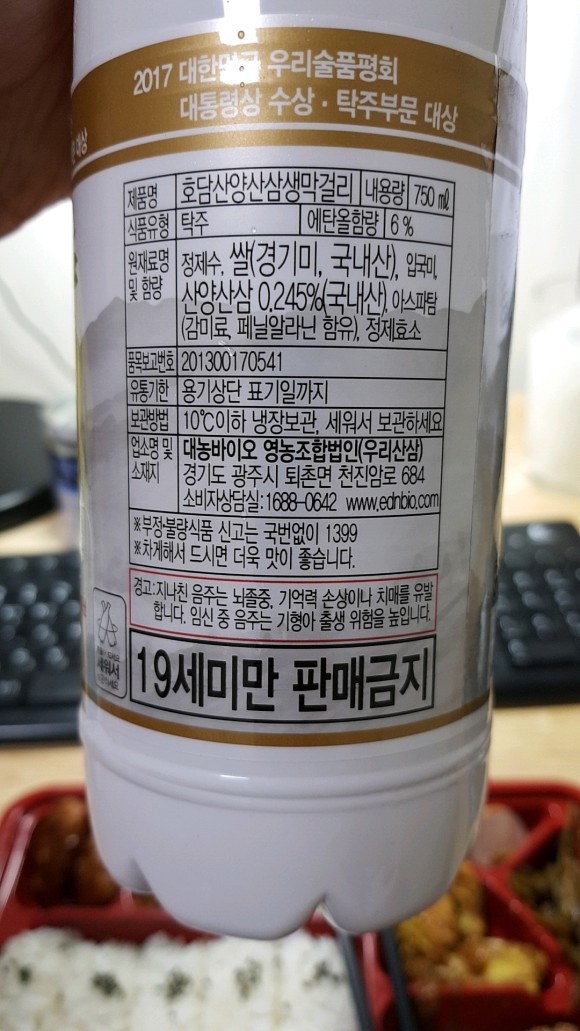 2017 대한민국 우리술품평회
대통령상 수상 · 탁주부문 대상
대상
제품명 호담산양산삼생막걸리 내용량 750㎖
식품유형 탁주 에탄올함량 6%
원재료명 및 함량
정제수, 쌀(경기미, 국내산), 입국미,
산양산삼 0.245%(국내산), 아스파탐
(감미료, 페닐알라닌 함유), 정제효소
품목보고번호 201300170541
유통기한 용기상단 표기일까지
보관방법 10℃이하 냉장보관, 세워서 보관하세요
업소명 및 소재지
대농바이오 영농조합법인(우리산삼)
경기도 광주시 퇴촌면 천진암로 684
소비자상담실:1688-0642 www.ednbio.com
※부정·불량식품 신고는 국번없이 1399
※차게해서 드시면 더욱 맛이 좋습니다.
경고:지나친 음주는 뇌졸중, 기억력 손상이나 치매를 유발
합니다. 임신 중 음주는 기형아 출생 위험을 높입니다.
세워서
19세미만 판매금지